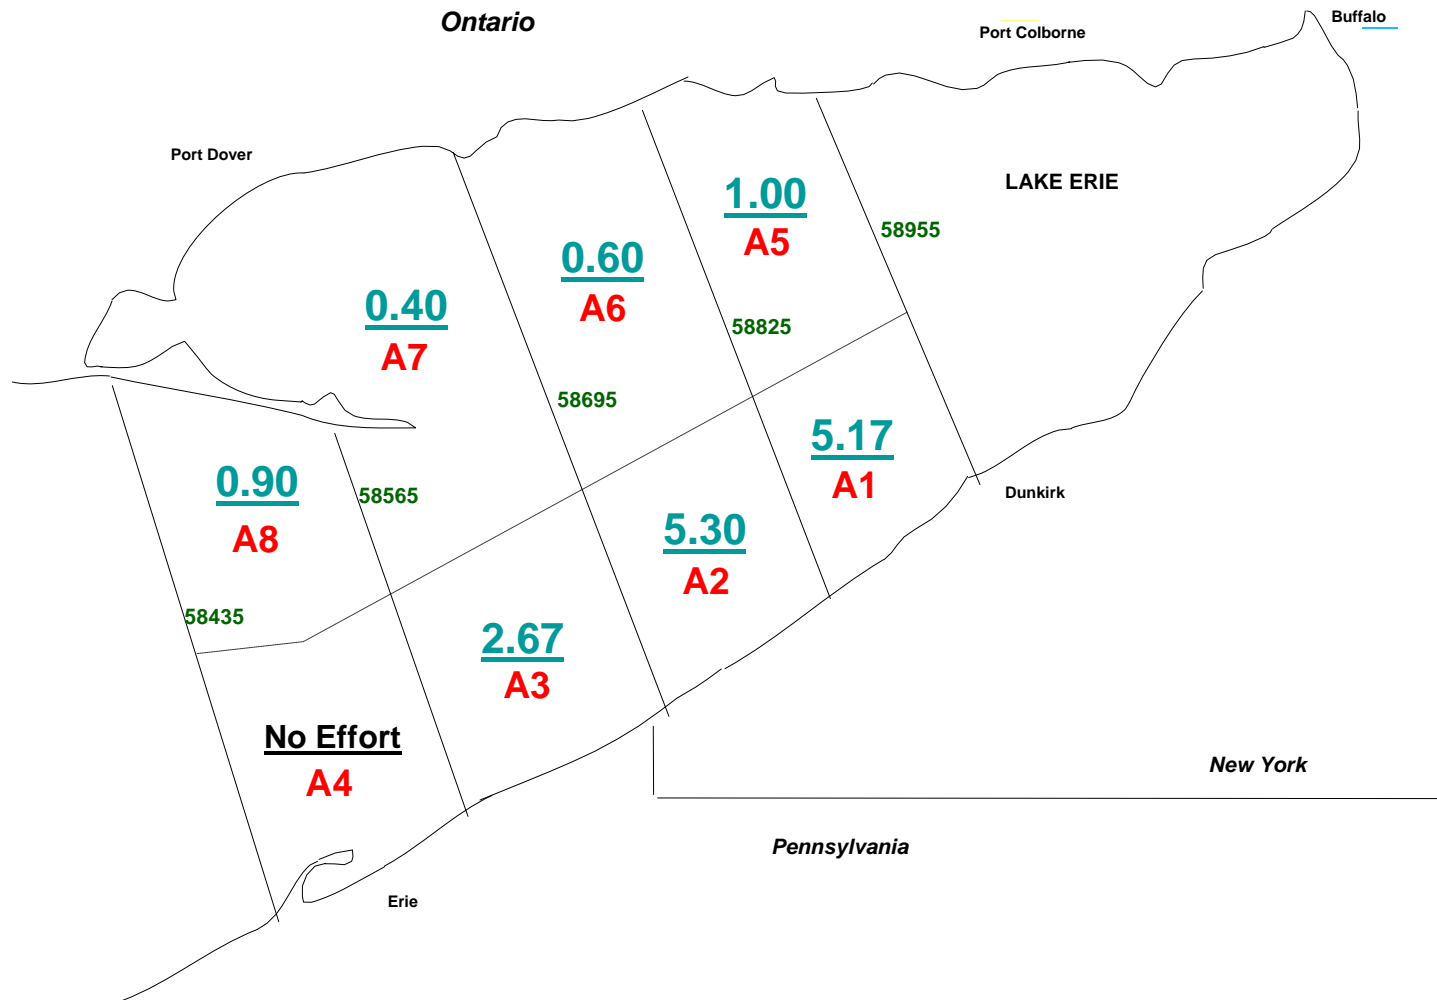 Ontario
Buffalo
Port Colborne
Port Dover
LAKE ERIE
1.00
A5
58955
0.60
A6
0.40
A7
58825
58695
5.17
A1
0.90
A8
58565
Dunkirk
5.30
A2
58435
2.67
A3
No Effort
A4
New York
Pennsylvania
Erie